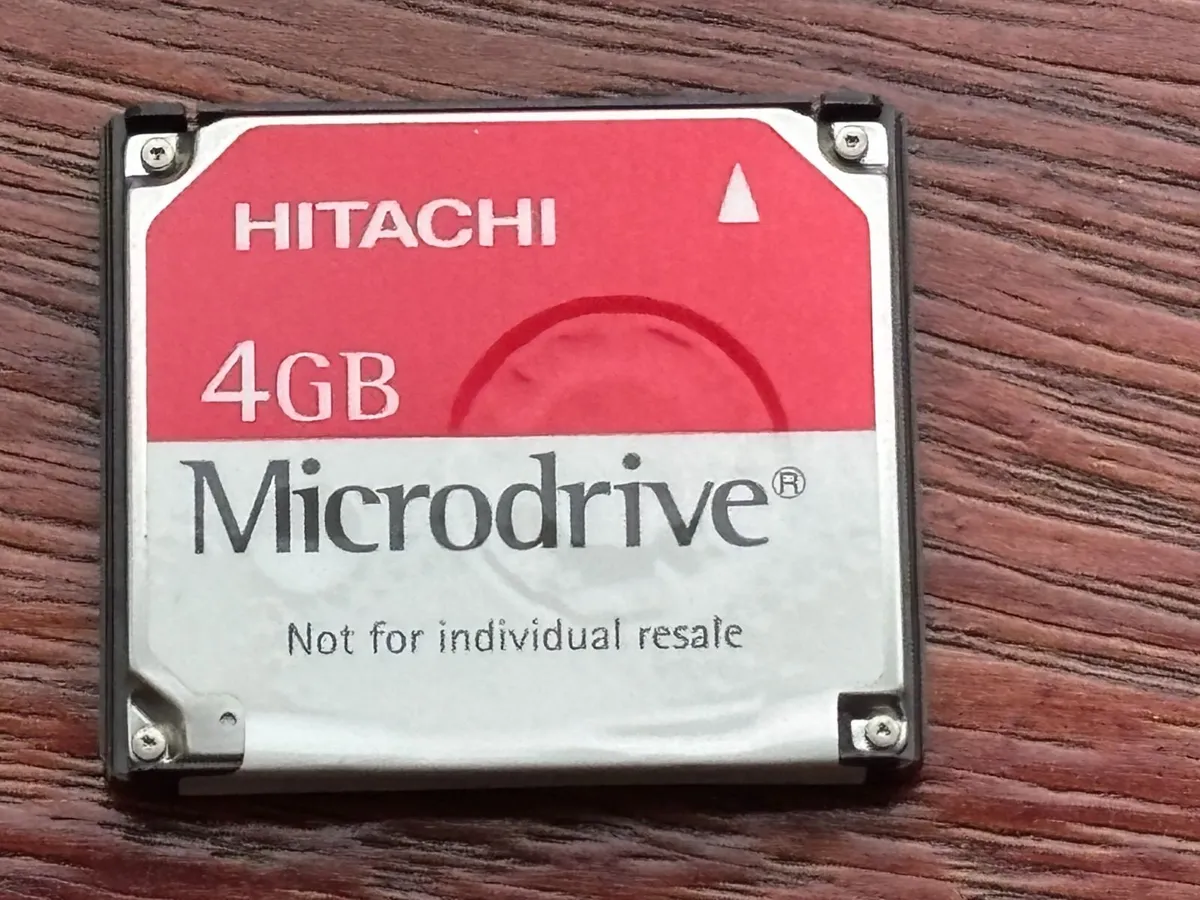 HITACHI
4GB
Microdrive®
Not for individual resale